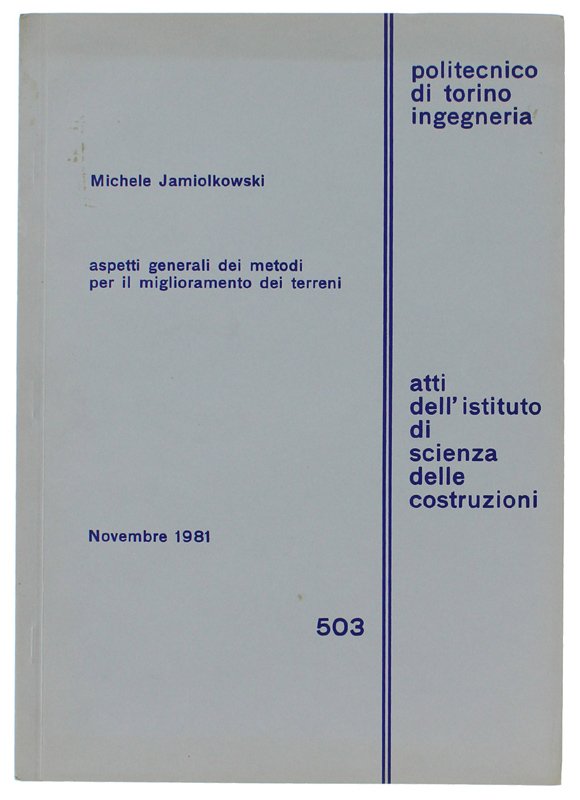 politecnico
di torino
ingegneria
Michele Jamiolkowski
aspetti generali dei metodi
per il miglioramento dei terreni
atti
dell'istituto
di
scienza
delle
costruzioni
Novembre 1981
503